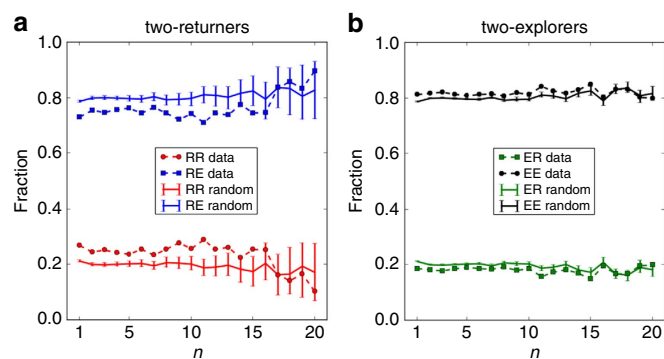 a two-returners
1.0
0.8
0.6
0.4
0.2
0.0
Fraction
RR data
RE data
RR random
RE random
1 5 10 15 20
n
b two-explorers
1.0
0.8
0.6
0.4
0.2
0.0
Fraction
ER data
EE data
ER random
EE random
1 5 10 15 20
n